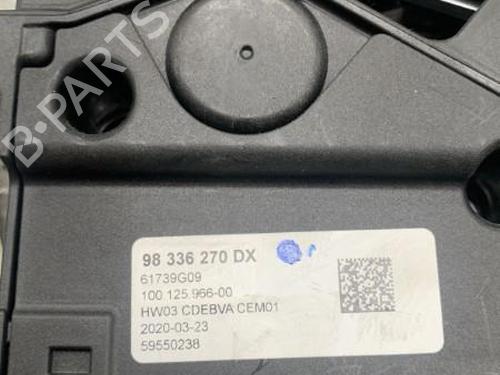 B-PARTS
98 336 270 DX
61739G09
100.125.966-00
HW03 CDEBVA CEM01
2020-03-23
59550238